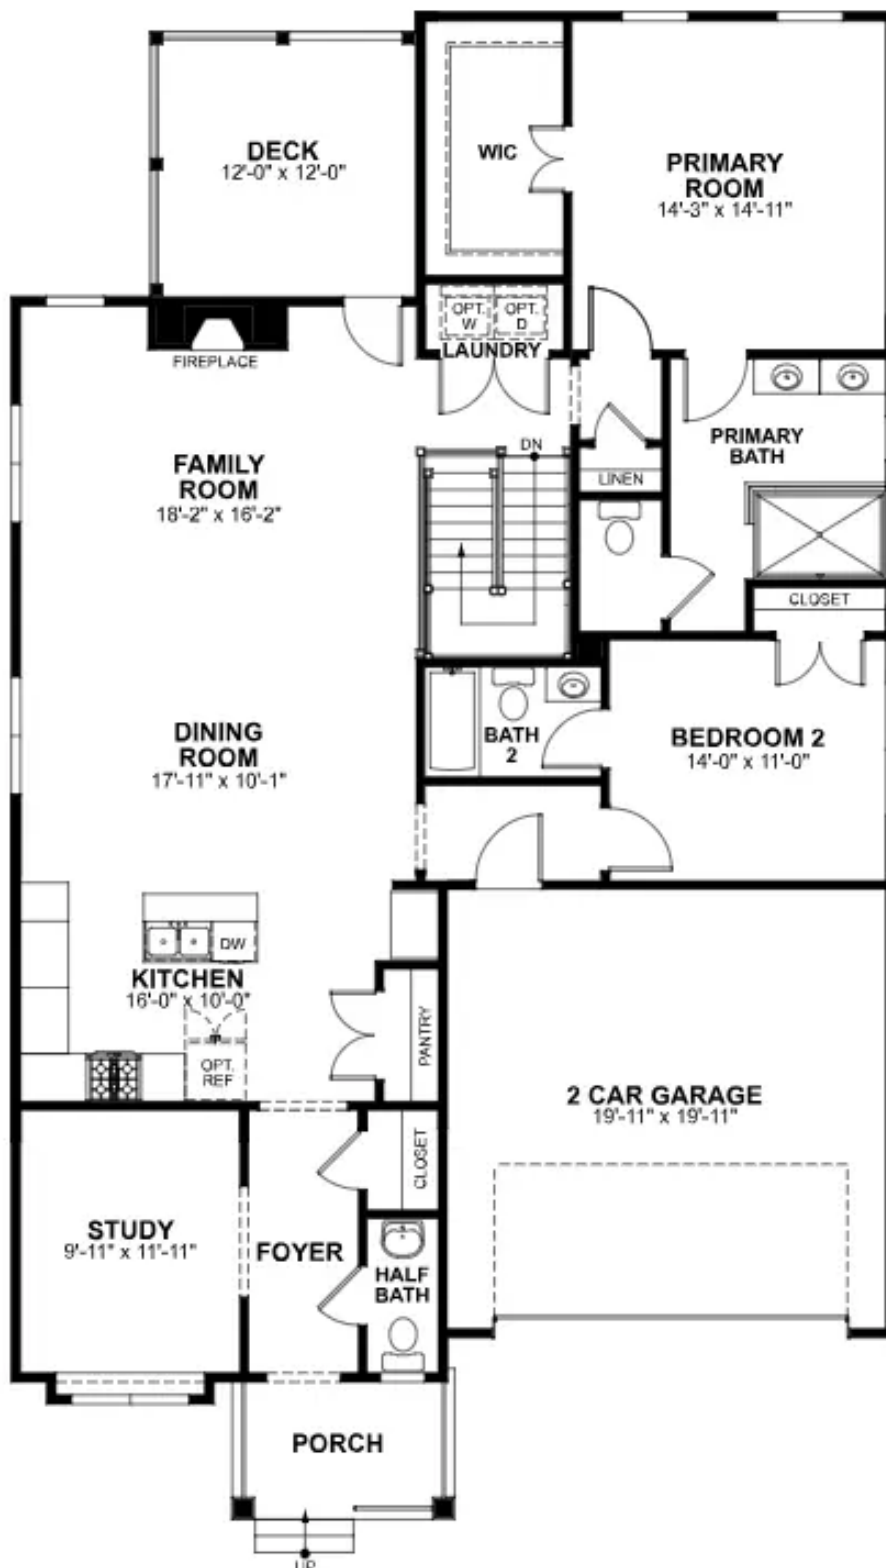 DECK
12'-0" x 12'-0"
WIC
PRIMARY
ROOM
14'-3" x 14'-11"
OPT.
W
OPT.
D
LAUNDRY
FIREPLACE
FAMILY
ROOM
18'-2" x 16'-2"
DN
PRIMARY
BATH
LINEN
CLOSET
DINING
ROOM
17'-11" x 10'-1"
BATH
2
BEDROOM 2
14'-0" x 11'-0"
DW
KITCHEN
16'-0" x 10'-0"
OPT.
REF
PANTRY
2 CAR GARAGE
19'-11" x 19'-11"
CLOSET
STUDY
9'-11" x 11'-11"
FOYER
HALF
BATH
PORCH
UP